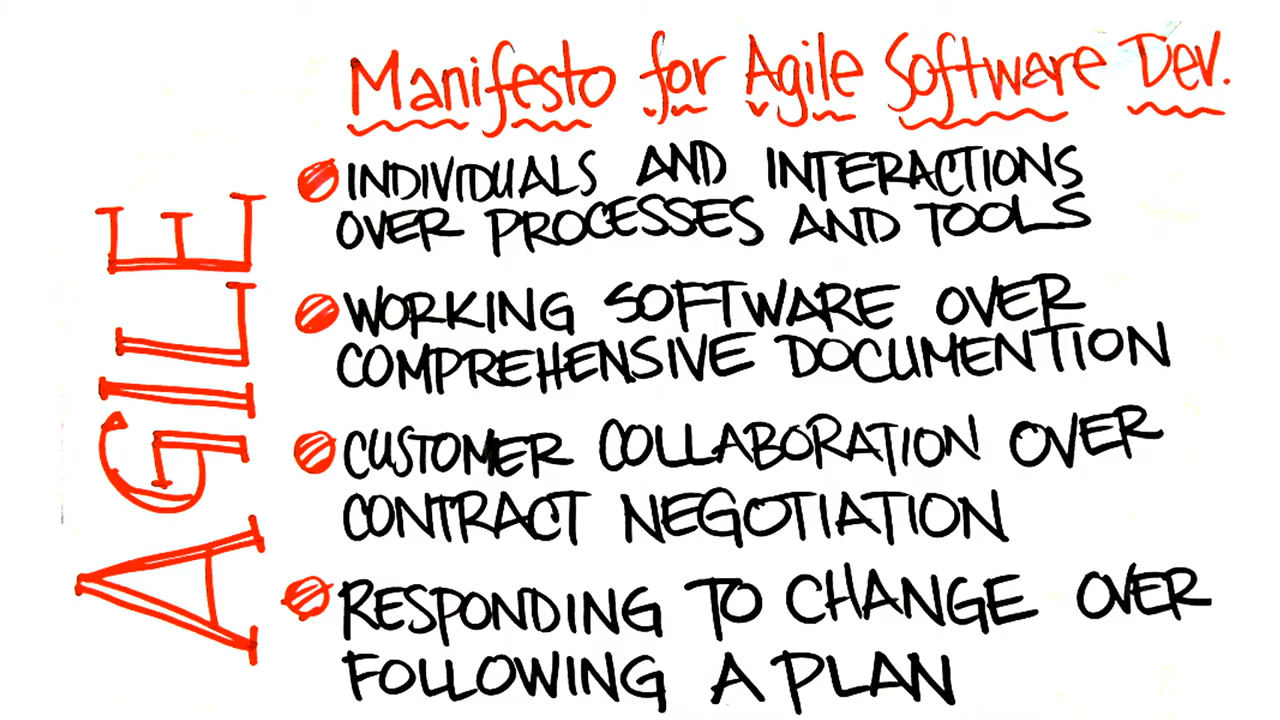 Manifesto for Agile Software Dev.
AGILE
INDIVIDUALS AND INTERACTIONS
OVER PROCESSES AND TOOLS
WORKING SOFTWARE OVER
COMPREHENSIVE DOCUMENTION
CUSTOMER COLLABORATION OVER
CONTRACT NEGOTIATION
RESPONDING TO CHANGE OVER
FOLLOWING A PLAN